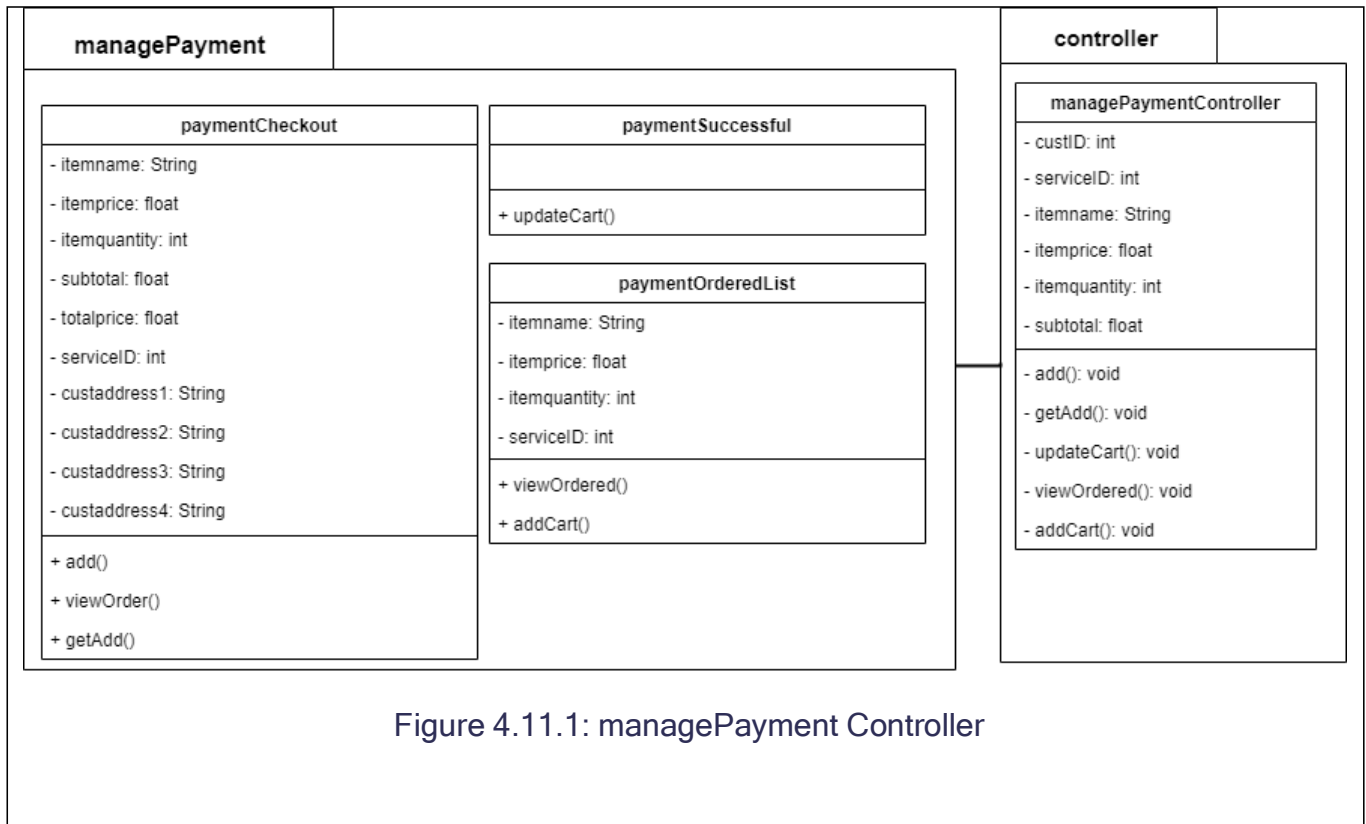 managePayment
paymentCheckout
- itemname: String
- itemprice: float
- itemquantity: int
- subtotal: float
- totalprice: float
- serviceID: int
- custaddress1: String
- custaddress2: String
- custaddress3: String
- custaddress4: String
+ add()
+ viewOrder()
+ getAdd()
paymentSuccessful
+ updateCart()
paymentOrderedList
- itemname: String
- itemprice: float
- itemquantity: int
- serviceID: int
+ viewOrdered()
+ addCart()
controller
managePaymentController
- custID: int
- serviceID: int
- itemname: String
- itemprice: float
- itemquantity: int
- subtotal: float
- add(): void
- getAdd(): void
- updateCart(): void
- viewOrdered(): void
- addCart(): void
Figure 4.11.1: managePayment Controller